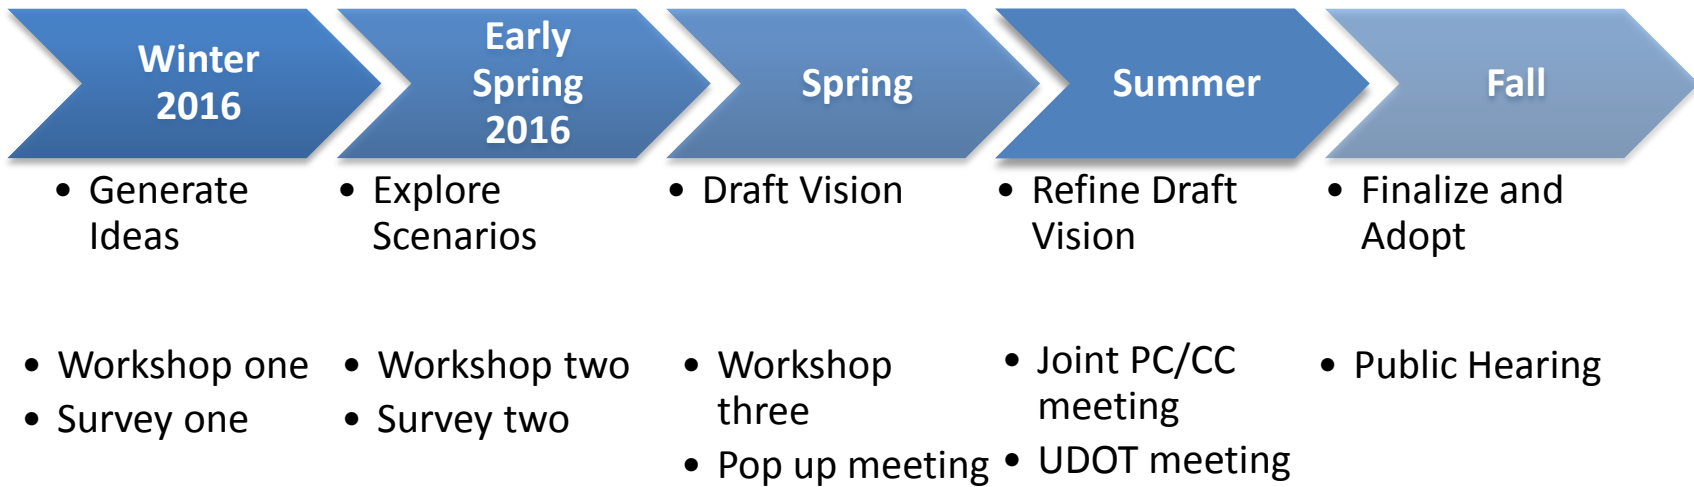 Winter
2016
Early
Spring
2016
Spring
Summer
Fall
• Generate
Ideas
• Explore
Scenarios
• Draft Vision
• Refine Draft
Vision
• Finalize and
Adopt
• Workshop one
• Survey one
• Workshop two
• Survey two
• Workshop
three
• Pop up meeting
• Joint PC/CC
meeting
• UDOT meeting
• Public Hearing